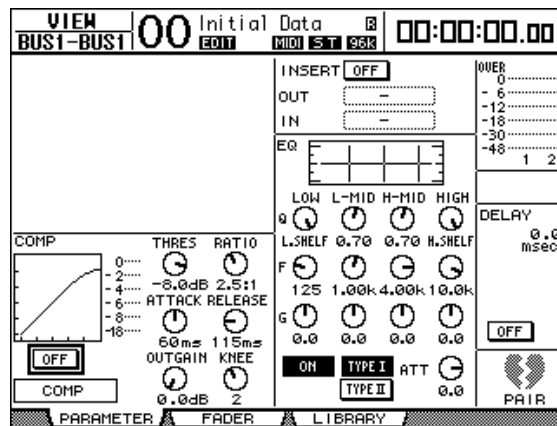 VIEW
BUS1-BUS1
00
Initial Data R
EDIT MIDI S.T 96k
00:00:00.00
INSERT OFF
OUT -
IN -
OVER
0
- 6
-12
-18
-30
-48
1 2
EQ
LOW L-MID H-MID HIGH
Q
L.SHELF 0.70 0.70 H.SHELF
F
125 1.00k 4.00k 10.0k
G
0.0 0.0 0.0 0.0
ON TYPE I ATT
TYPE II 0.0
DELAY
0.0
msec
OFF
PAIR
COMP
0
- 2
- 4
- 6
- 8
-18
THRES RATIO
-8.0dB 2.5:1
ATTACK RELEASE
60ms 115ms
OUTGAIN KNEE
0.0dB 2
OFF
COMP
PARAMETER FADER LIBRARY